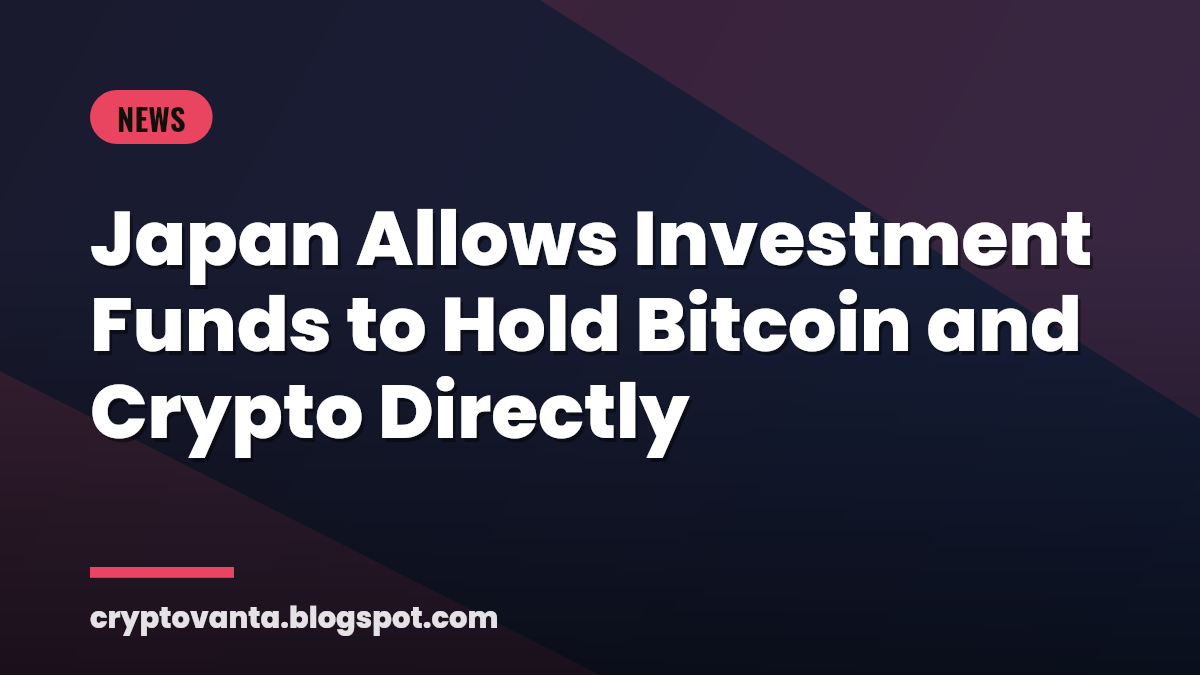 NEWS
Japan Allows Investment
Funds to Hold Bitcoin and
Crypto Directly
cryptovanta.blogspot.com